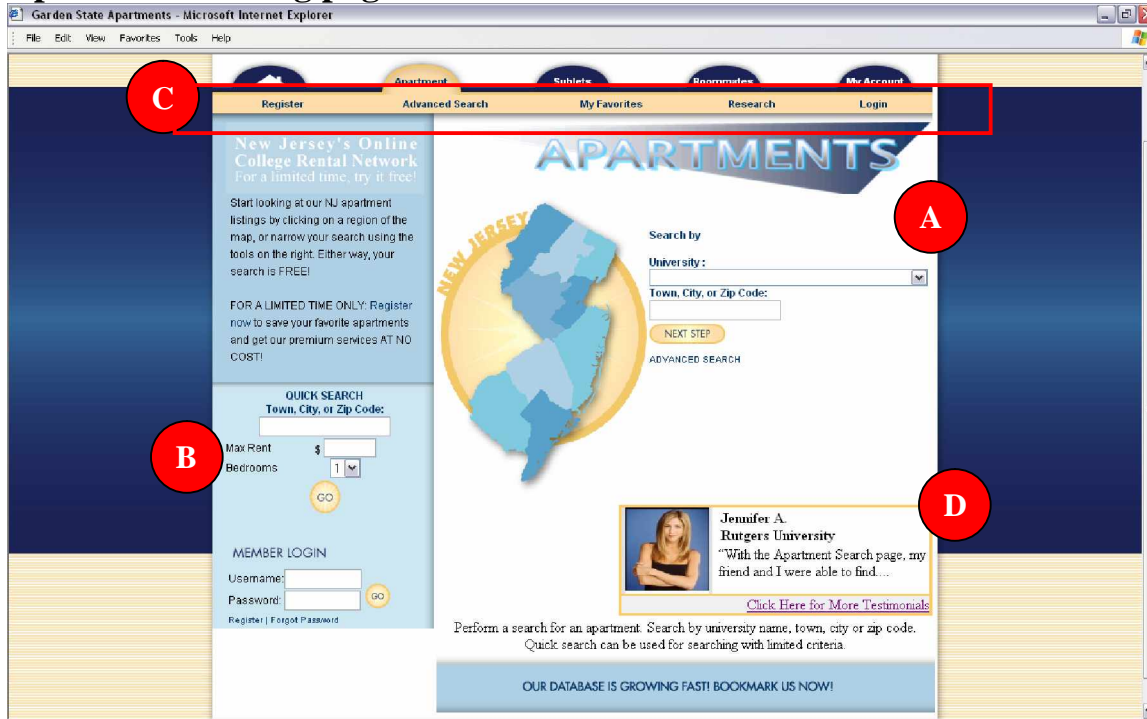 Garden State Apartments - Microsoft Internet Explorer
File Edit View Favorites Tools Help
Apartment Sublets Roommates My Account
C
Register Advanced Search My Favorites Research Login
New Jersey's Online
College Rental Network
For a limited time, try it free!
APARTMENTS
Start looking at our NJ apartment
listings by clicking on a region of the
map, or narrow your search using the
tools on the right. Either way, your
search is FREE!
FOR A LIMITED TIME ONLY: Register
now to save your favorite apartments
and get our premium services AT NO
COST!
NEW JERSEY
A
Search by
University :
Town, City, or Zip Code:
NEXT STEP
ADVANCED SEARCH
QUICK SEARCH
Town, City, or Zip Code:
B
Max Rent $
Bedrooms 1
GO
MEMBER LOGIN
Username:
Password: GO
Register | Forgot Password
D
Jennifer A.
Rutgers University
“With the Apartment Search page, my
friend and I were able to find....
Click Here for More Testimonials
Perform a search for an apartment. Search by university name, town, city or zip code.
Quick search can be used for searching with limited criteria.
OUR DATABASE IS GROWING FAST! BOOKMARK US NOW!